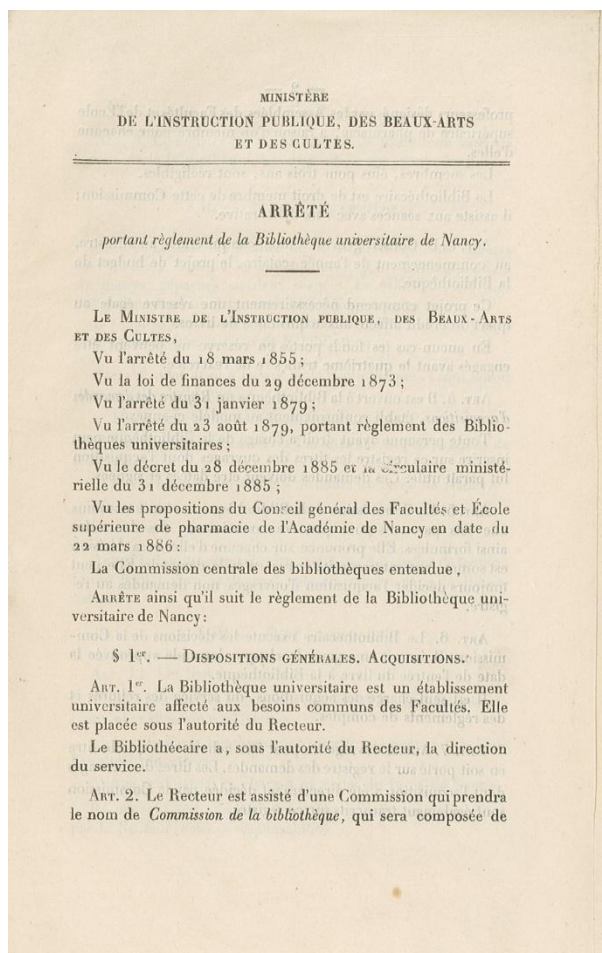 MINISTÈRE
DE L'INSTRUCTION PUBLIQUE, DES BEAUX-ARTS
ET DES CULTES.
ARRÊTÉ
portant règlement de la Bibliothèque universitaire de Nancy.
LE MINISTRE DE L'INSTRUCTION PUBLIQUE, DES BEAUX-ARTS
ET DES CULTES,
Vu l'arrêté du 18 mars 1855;
Vu la loi de finances du 29 décembre 1873;
Vu l'arrêté du 31 janvier 1879;
Vu l'arrêté du 23 août 1879, portant règlement des Biblio-
thèques universitaires;
Vu le décret du 28 décembre 1885 et la circulaire ministé-
rielle du 31 décembre 1885;
Vu les propositions du Conseil général des Facultés et École
supérieure de pharmacie de l'Académie de Nancy en date du
22 mars 1886:
La Commission centrale des bibliothèques entendue,
ARRÊTE ainsi qu'il suit le règlement de la Bibliothèque uni-
versitaire de Nancy:
§ 1er. — DISPOSITIONS GÉNÉRALES. ACQUISITIONS.
ART. 1er. La Bibliothèque universitaire est un établissement
universitaire affecté aux besoins communs des Facultés. Elle
est placée sous l'autorité du Recteur.
Le Bibliothécaire a, sous l'autorité du Recteur, la direction
du service.
ART. 2. Le Recteur est assisté d'une Commission qui prendra
le nom de Commission de la bibliothèque, qui sera composée de